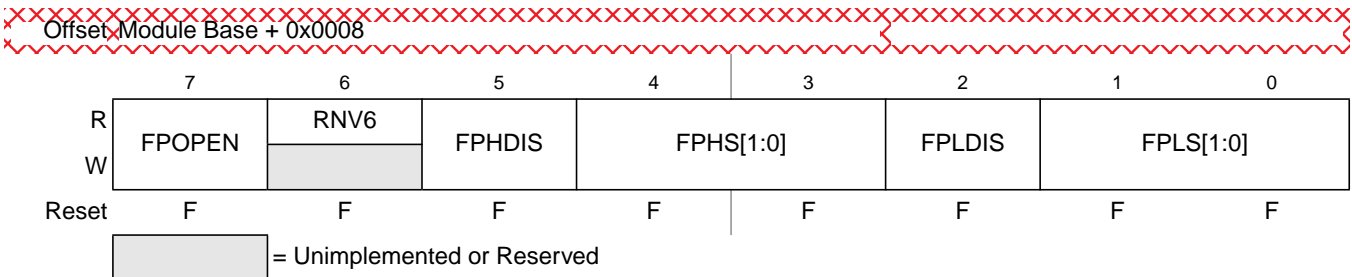 Offset Module Base + 0x0008
7 6 5 4 3 2 1 0
R FPOPEN RNV6 FPHDIS FPHS[1:0] FPLDIS FPLS[1:0]
W
Reset F F F F F F F F
= Unimplemented or Reserved